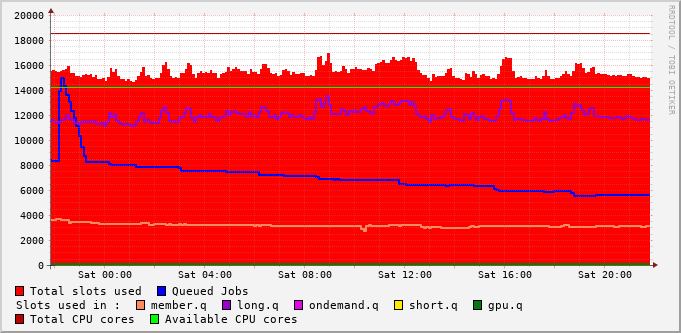 RRDTOOL / TOBI OETIKER
20000
18000
16000
14000
12000
10000
8000
6000
4000
2000
0
Sat 00:00 Sat 04:00 Sat 08:00 Sat 12:00 Sat 16:00 Sat 20:00
Total slots used Queued Jobs
Slots used in : member.q long.q ondemand.q short.q gpu.q
Total CPU cores Available CPU cores